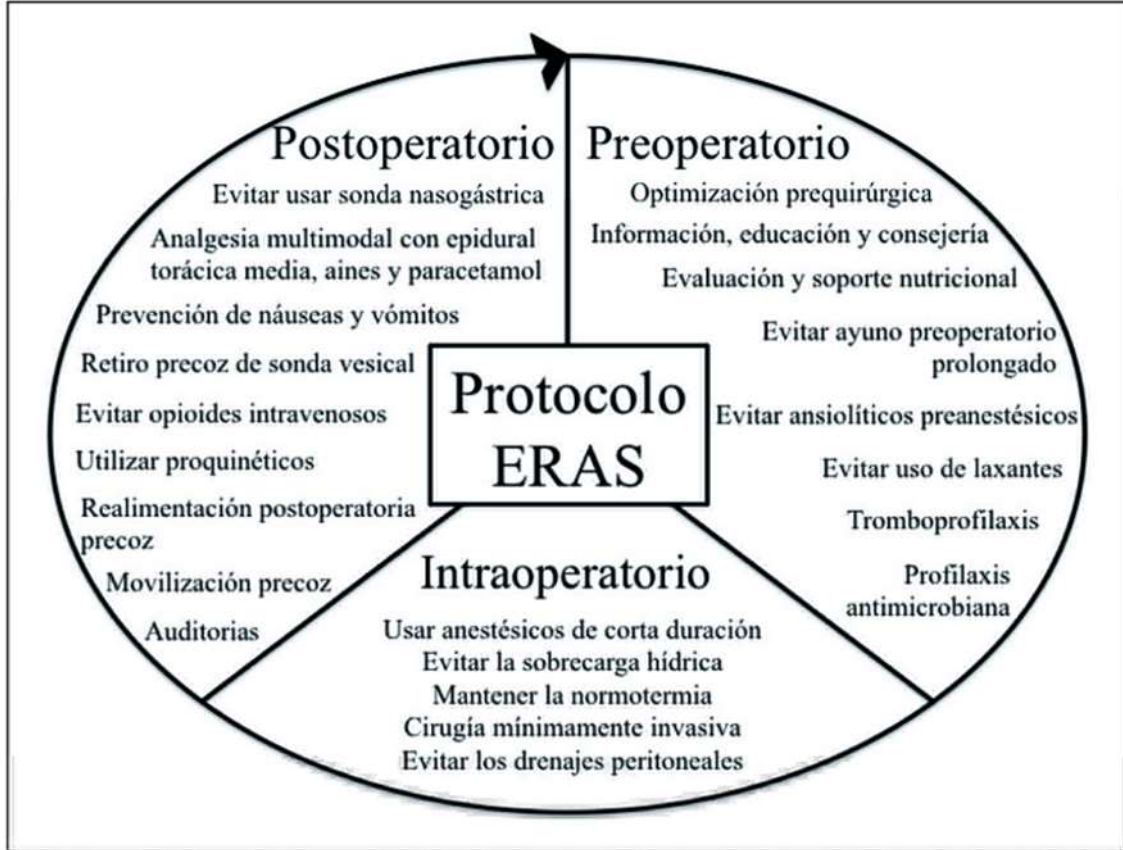 Postoperatorio
Evitar usar sonda nasogástrica
Analgesia multimodal con epidural
torácica media, aines y paracetamol
Prevención de náuseas y vómitos
Retiro precoz de sonda vesical
Evitar opioides intravenosos
Utilizar proquinéticos
Realimentación postoperatoria
precoz
Movilización precoz
Auditorias
Preoperatorio
Optimización prequirúrgica
Información, educación y consejería
Evaluación y soporte nutricional
Evitar ayuno preoperatorio
prolongado
Evitar ansiolíticos preanestésicos
Evitar uso de laxantes
Tromboprofilaxis
Profilaxis
antimicrobiana
Protocolo
ERAS
Intraoperatorio
Usar anestésicos de corta duración
Evitar la sobrecarga hídrica
Mantener la normotermia
Cirugía mínimamente invasiva
Evitar los drenajes peritoneales